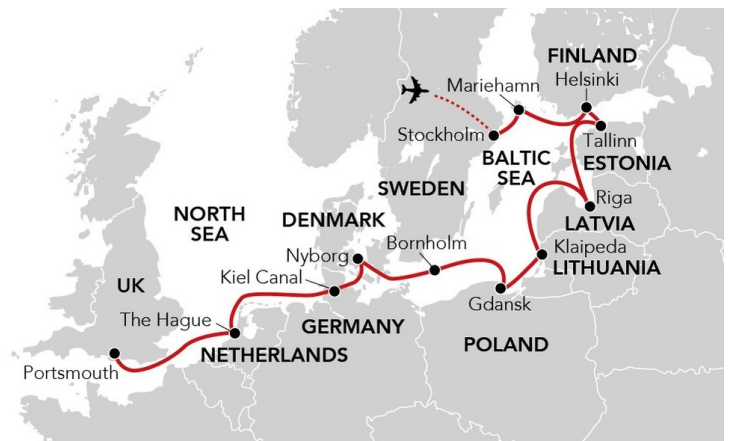 FINLAND
Helsinki
Mariehamn
Stockholm
Tallinn
BALTIC
SEA
ESTONIA
SWEDEN
Riga
LATVIA
NORTH
SEA
DENMARK
Bornholm
Klaipeda
LITHUANIA
Nyborg
Kiel Canal
UK
Gdansk
The Hague
GERMANY
POLAND
NETHERLANDS
Portsmouth